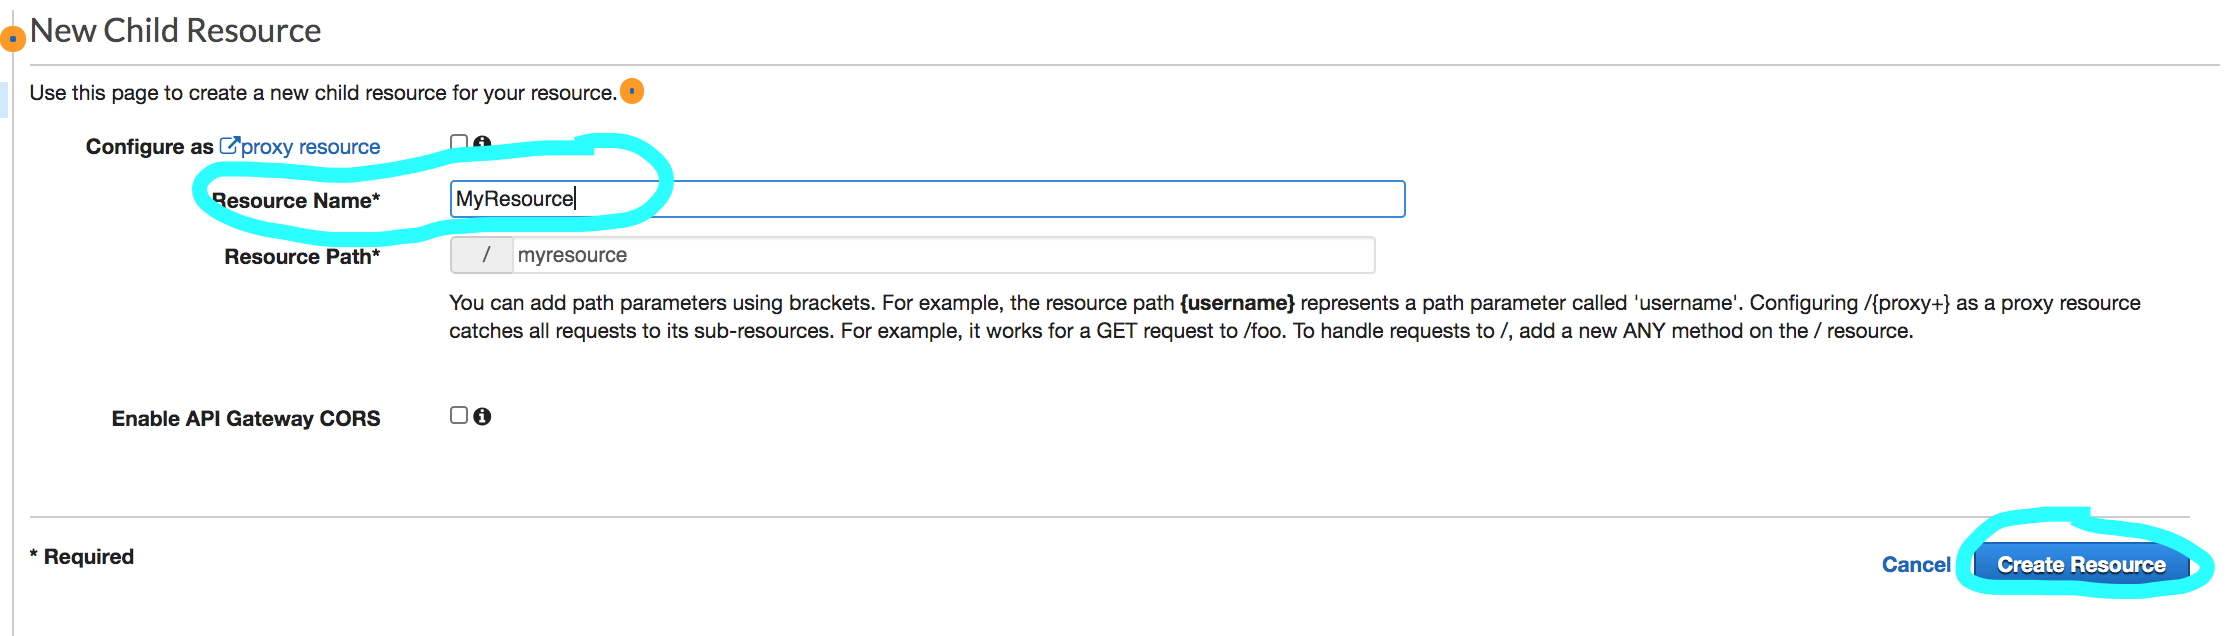 New Child Resource
Use this page to create a new child resource for your resource.
Configure as proxy resource
Resource Name* MyResource
Resource Path* / myresource
You can add path parameters using brackets. For example, the resource path {username} represents a path parameter called 'username'. Configuring /{proxy+} as a proxy resource
catches all requests to its sub-resources. For example, it works for a GET request to /foo. To handle requests to /, add a new ANY method on the / resource.
Enable API Gateway CORS
* Required
Cancel Create Resource